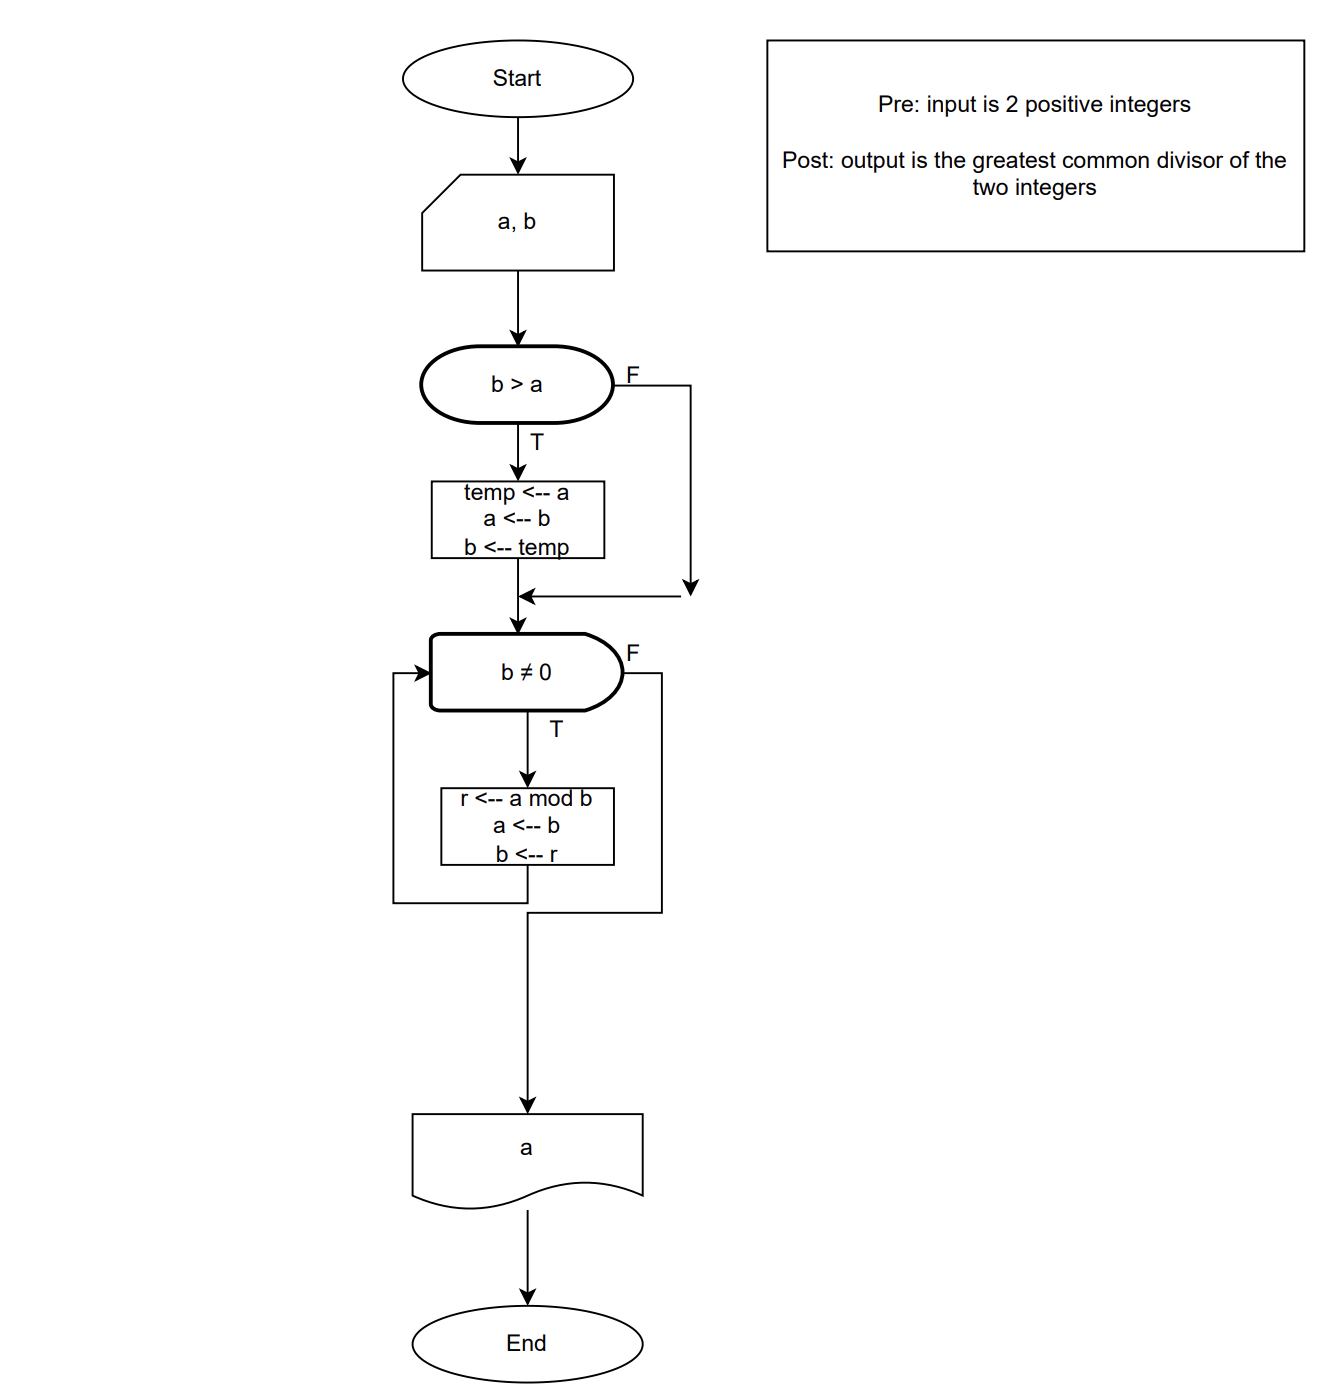 Start
Pre: input is 2 positive integers
Post: output is the greatest common divisor of the
two integers
a, b
b > a
F
T
temp <-- a
a <-- b
b <-- temp
b ≠ 0
F
T
r <-- a mod b
a <-- b
b <-- r
a
End